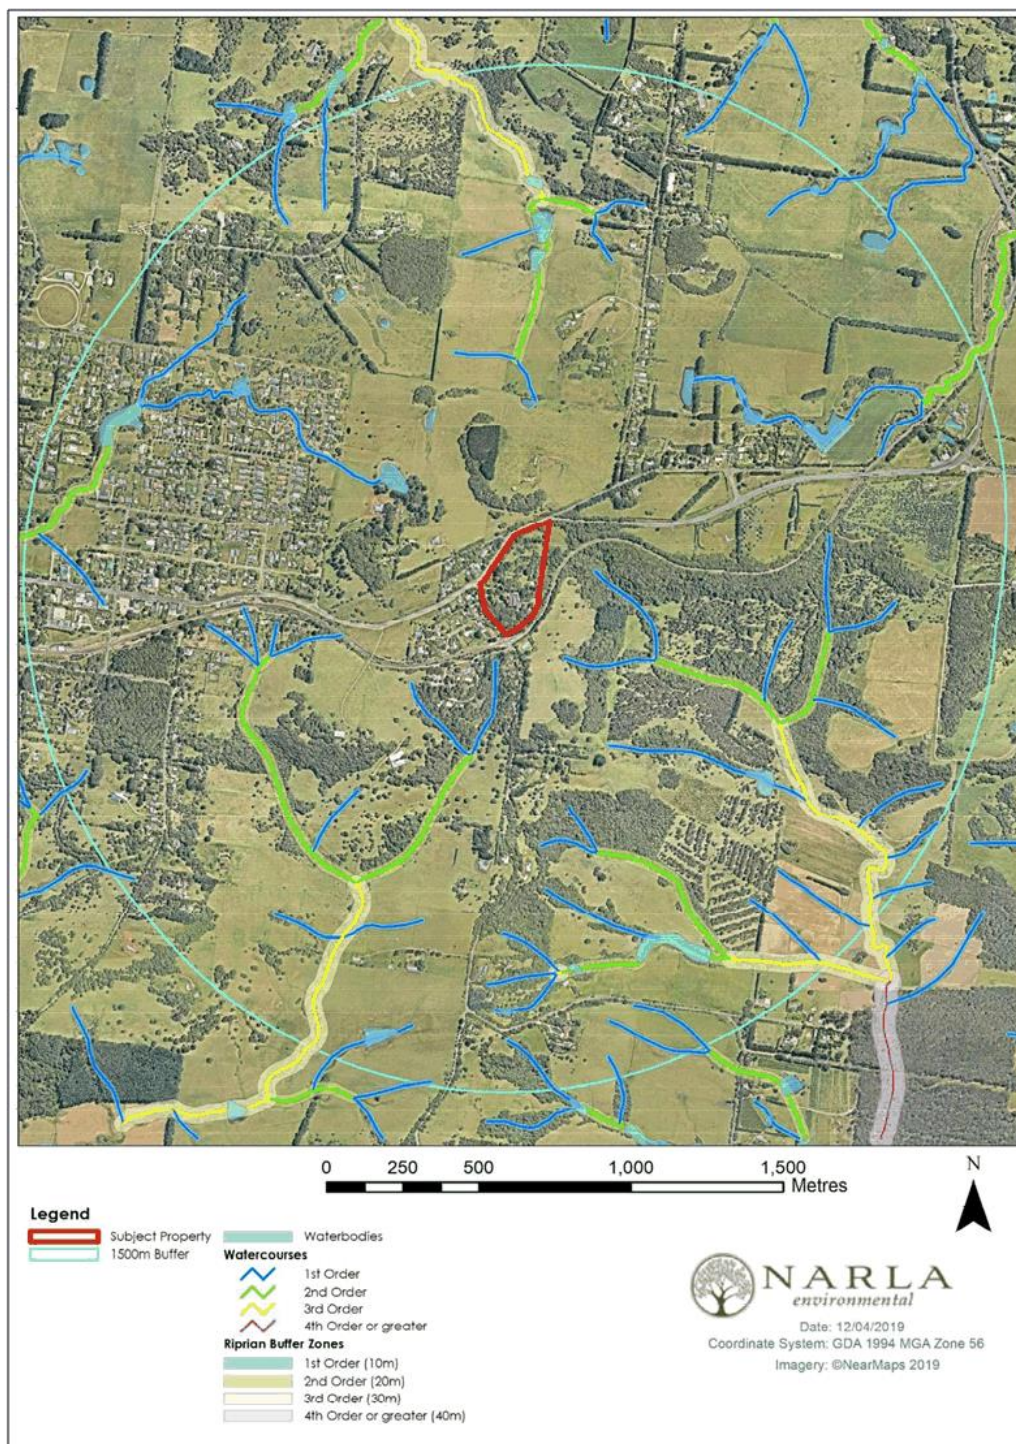 0 250 500 1,000 1,500
Metres
N
Legend
Subject Property
1500m Buffer
Waterbodies
Watercourses
1st Order
2nd Order
3rd Order
4th Order or greater
Riprian Buffer Zones
1st Order (10m)
2nd Order (20m)
3rd Order (30m)
4th Order or greater (40m)
NARLA
environmental
Date: 12/04/2019
Coordinate System: GDA 1994 MGA Zone 56
Imagery: ©NearMaps 2019